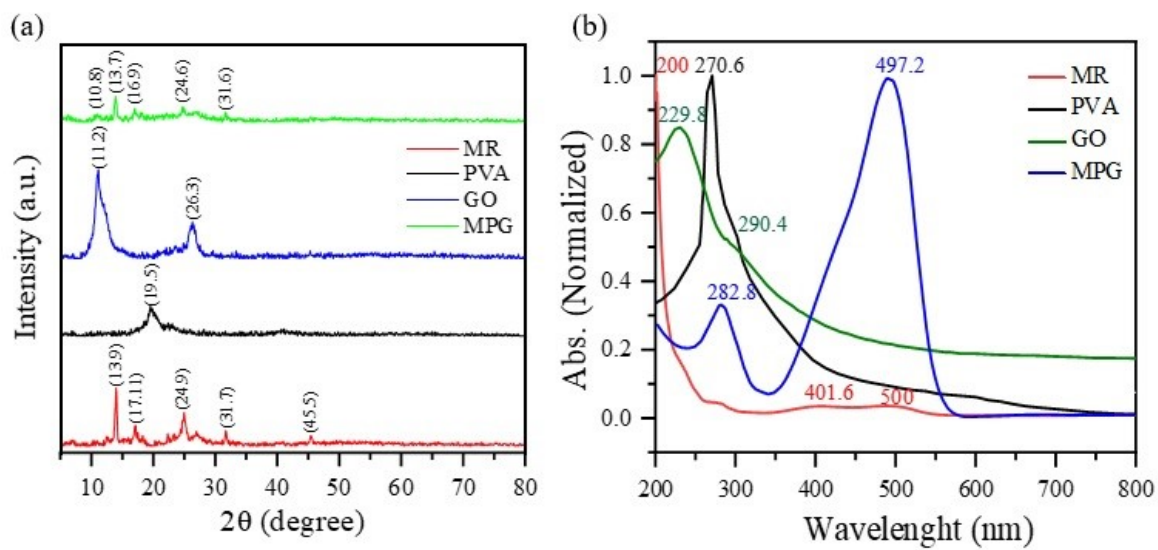 (a)
(10.8)
(13.7)
(16.9)
(24.6)
(31.6)
(11.2)
(26.3)
(19.5)
(13.9)
(17.11)
(24.9)
(31.7)
(45.5)
MR
PVA
GO
MPG
Intensity (a.u.)
10 20 30 40 50 60 70 80
2θ (degree)
(b)
200 270.6 497.2
229.8
290.4
282.8
401.6 500
MR
PVA
GO
MPG
1.0
0.8
0.6
0.4
0.2
0.0
Abs. (Normalized)
200 300 400 500 600 700 800
Wavelenght (nm)